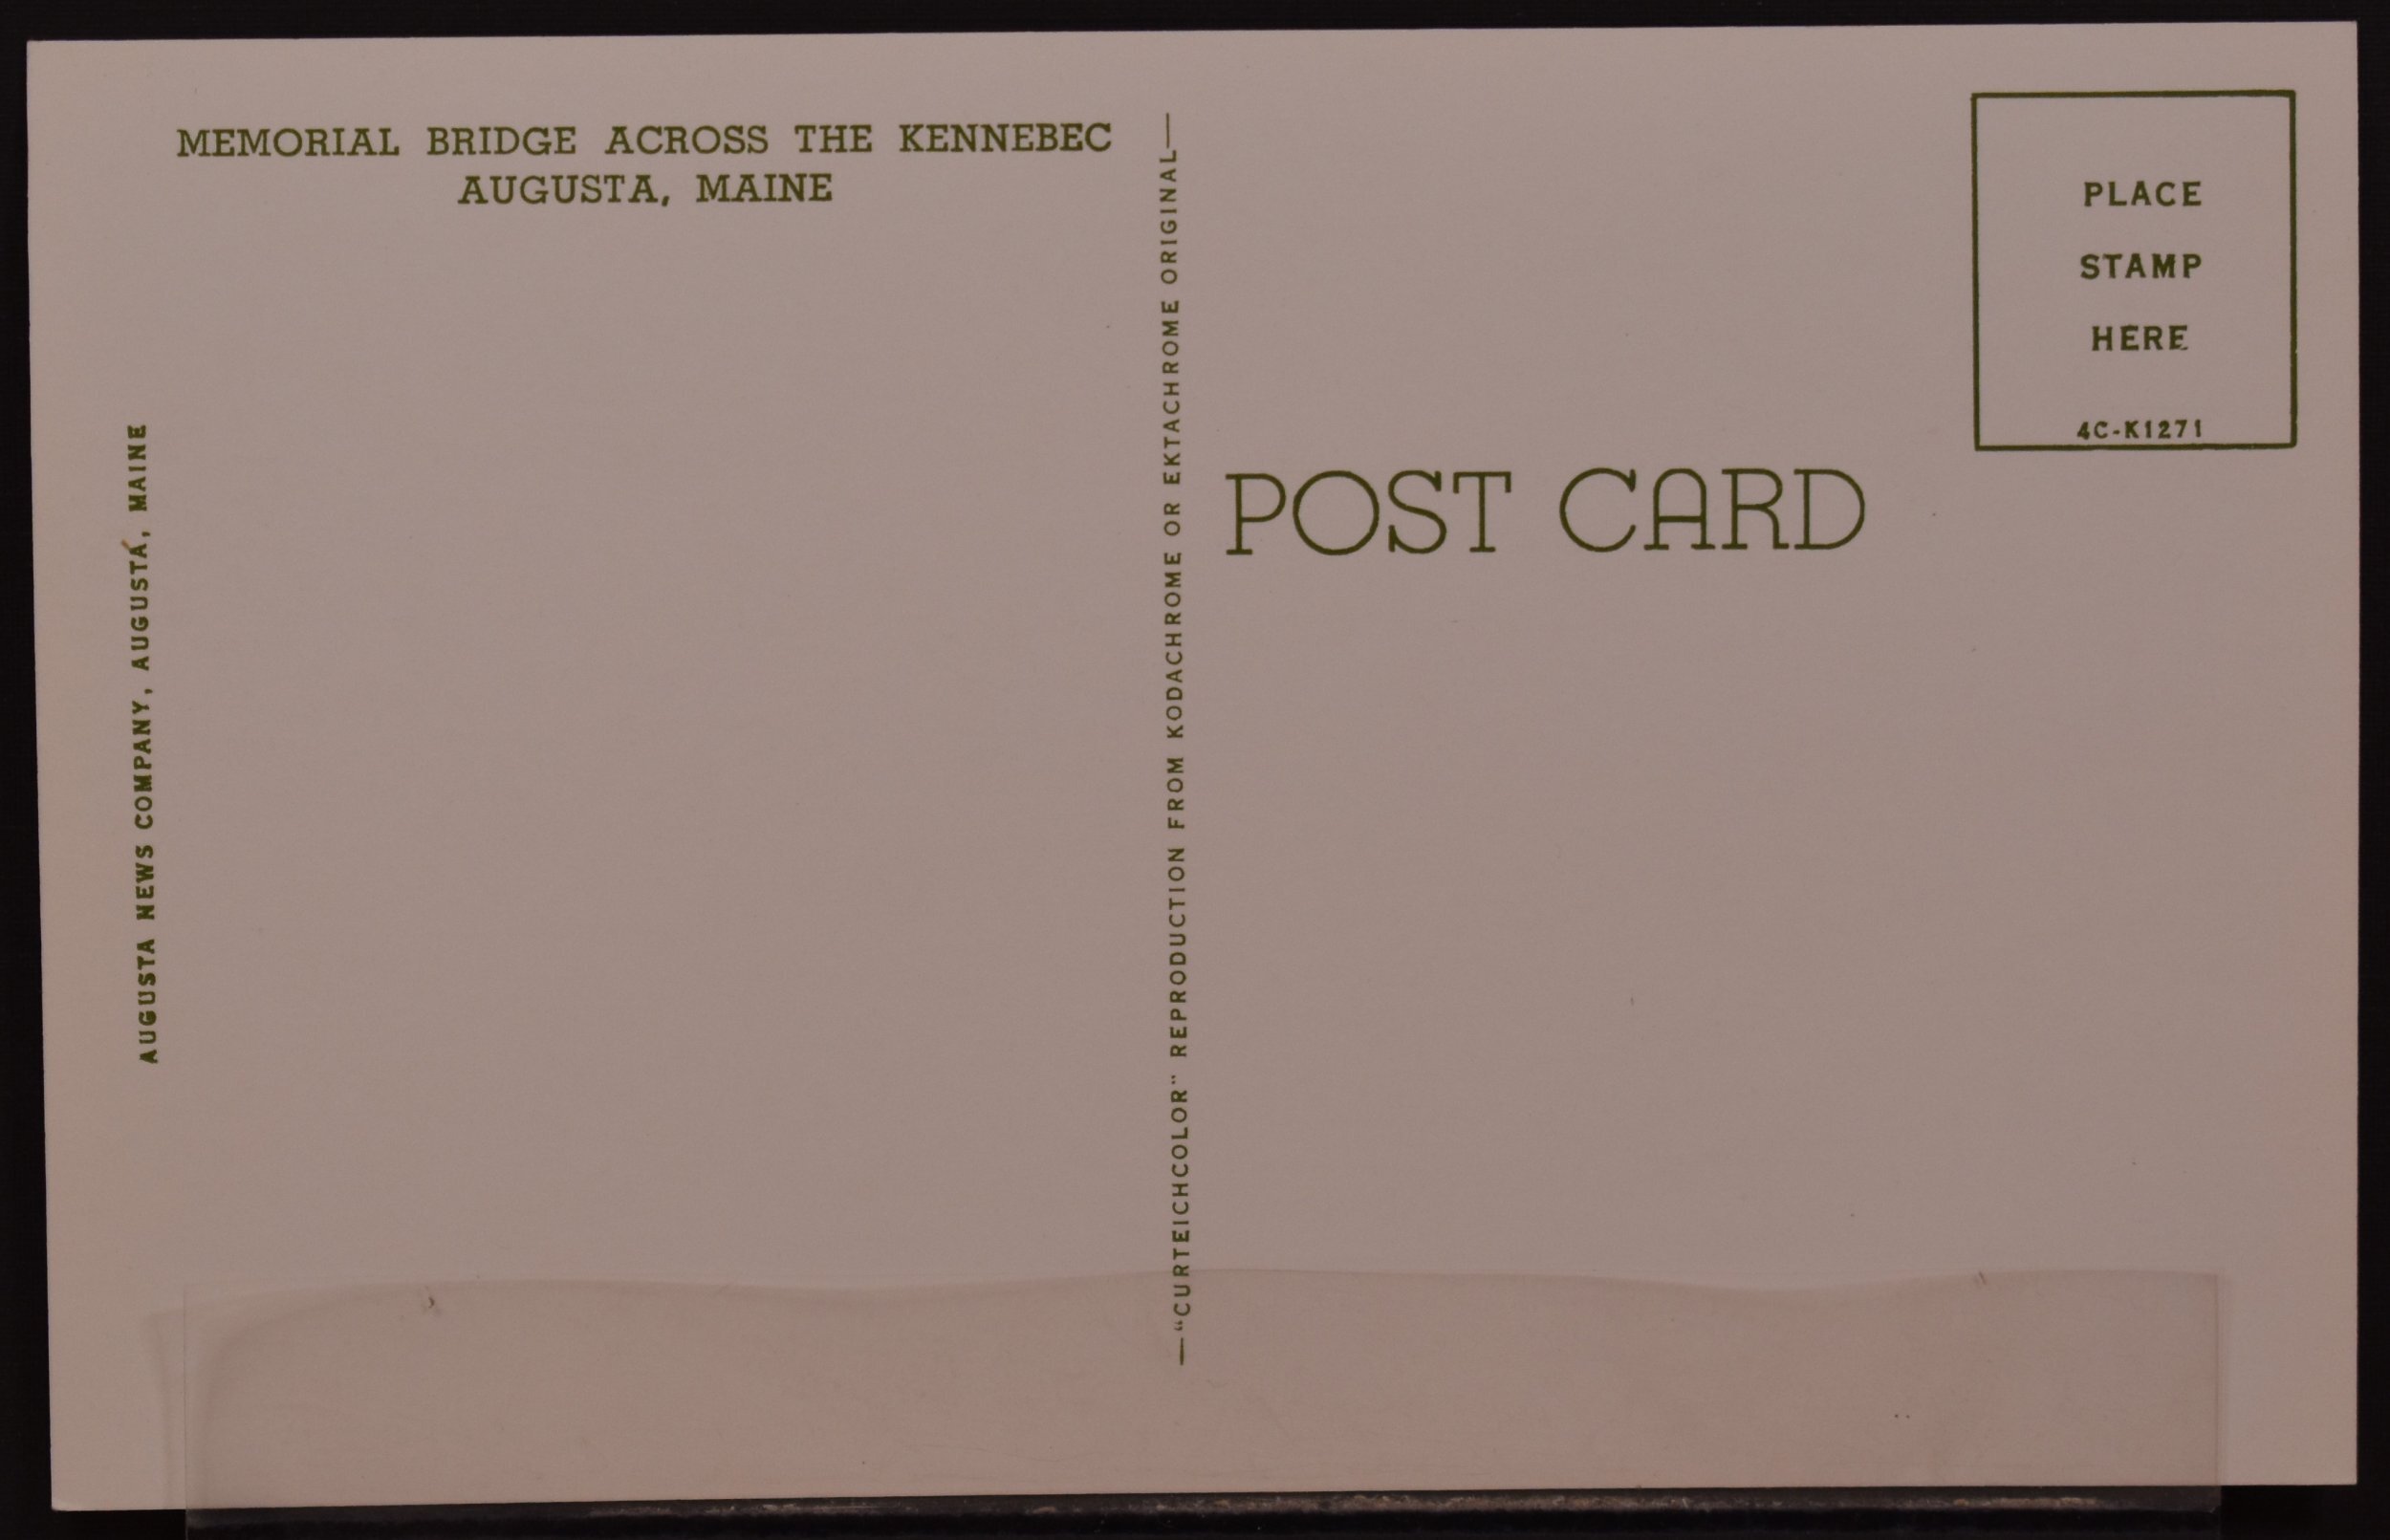 MEMORIAL BRIDGE ACROSS THE KENNEBEC
AUGUSTA, MAINE
AUGUSTA NEWS COMPANY, AUGUSTA, MAINE
—"CURTEICHCOLOR" REPRODUCTION FROM KODACHROME OR EKTACHROME ORIGINAL—
POST CARD
PLACE
STAMP
HERE
4C-K1271